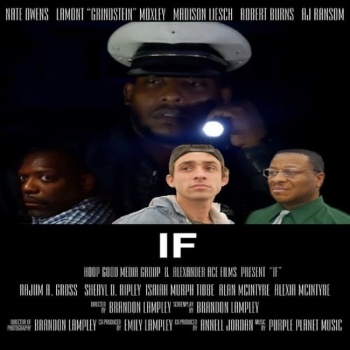 NATE OWENS LAMONT "GRINDSTEIN" MOXLEY MADISON LIESCH ROBERT BURNS AJ RANSOM
IF
HOOP GOOD MEDIA GROUP & ALEXANDER ACE FILMS PRESENT "IF"
RAJIIM A. GROSS SHERYL D. RIPLEY ISAIAH MURPH TIDDE ALAN MCINTYRE ALEXIA MCINTYRE
DIRECTED BY BRANDON LAMPLEY SCREENPLAY BY BRANDON LAMPLEY
DIRECTOR OF PHOTOGRAPHY BRANDON LAMPLEY CO PRODUCED BY EMILY LAMPLEY CO PRODUCED BY ANNELL JORDAN MUSIC BY PURPLE PLANET MUSIC